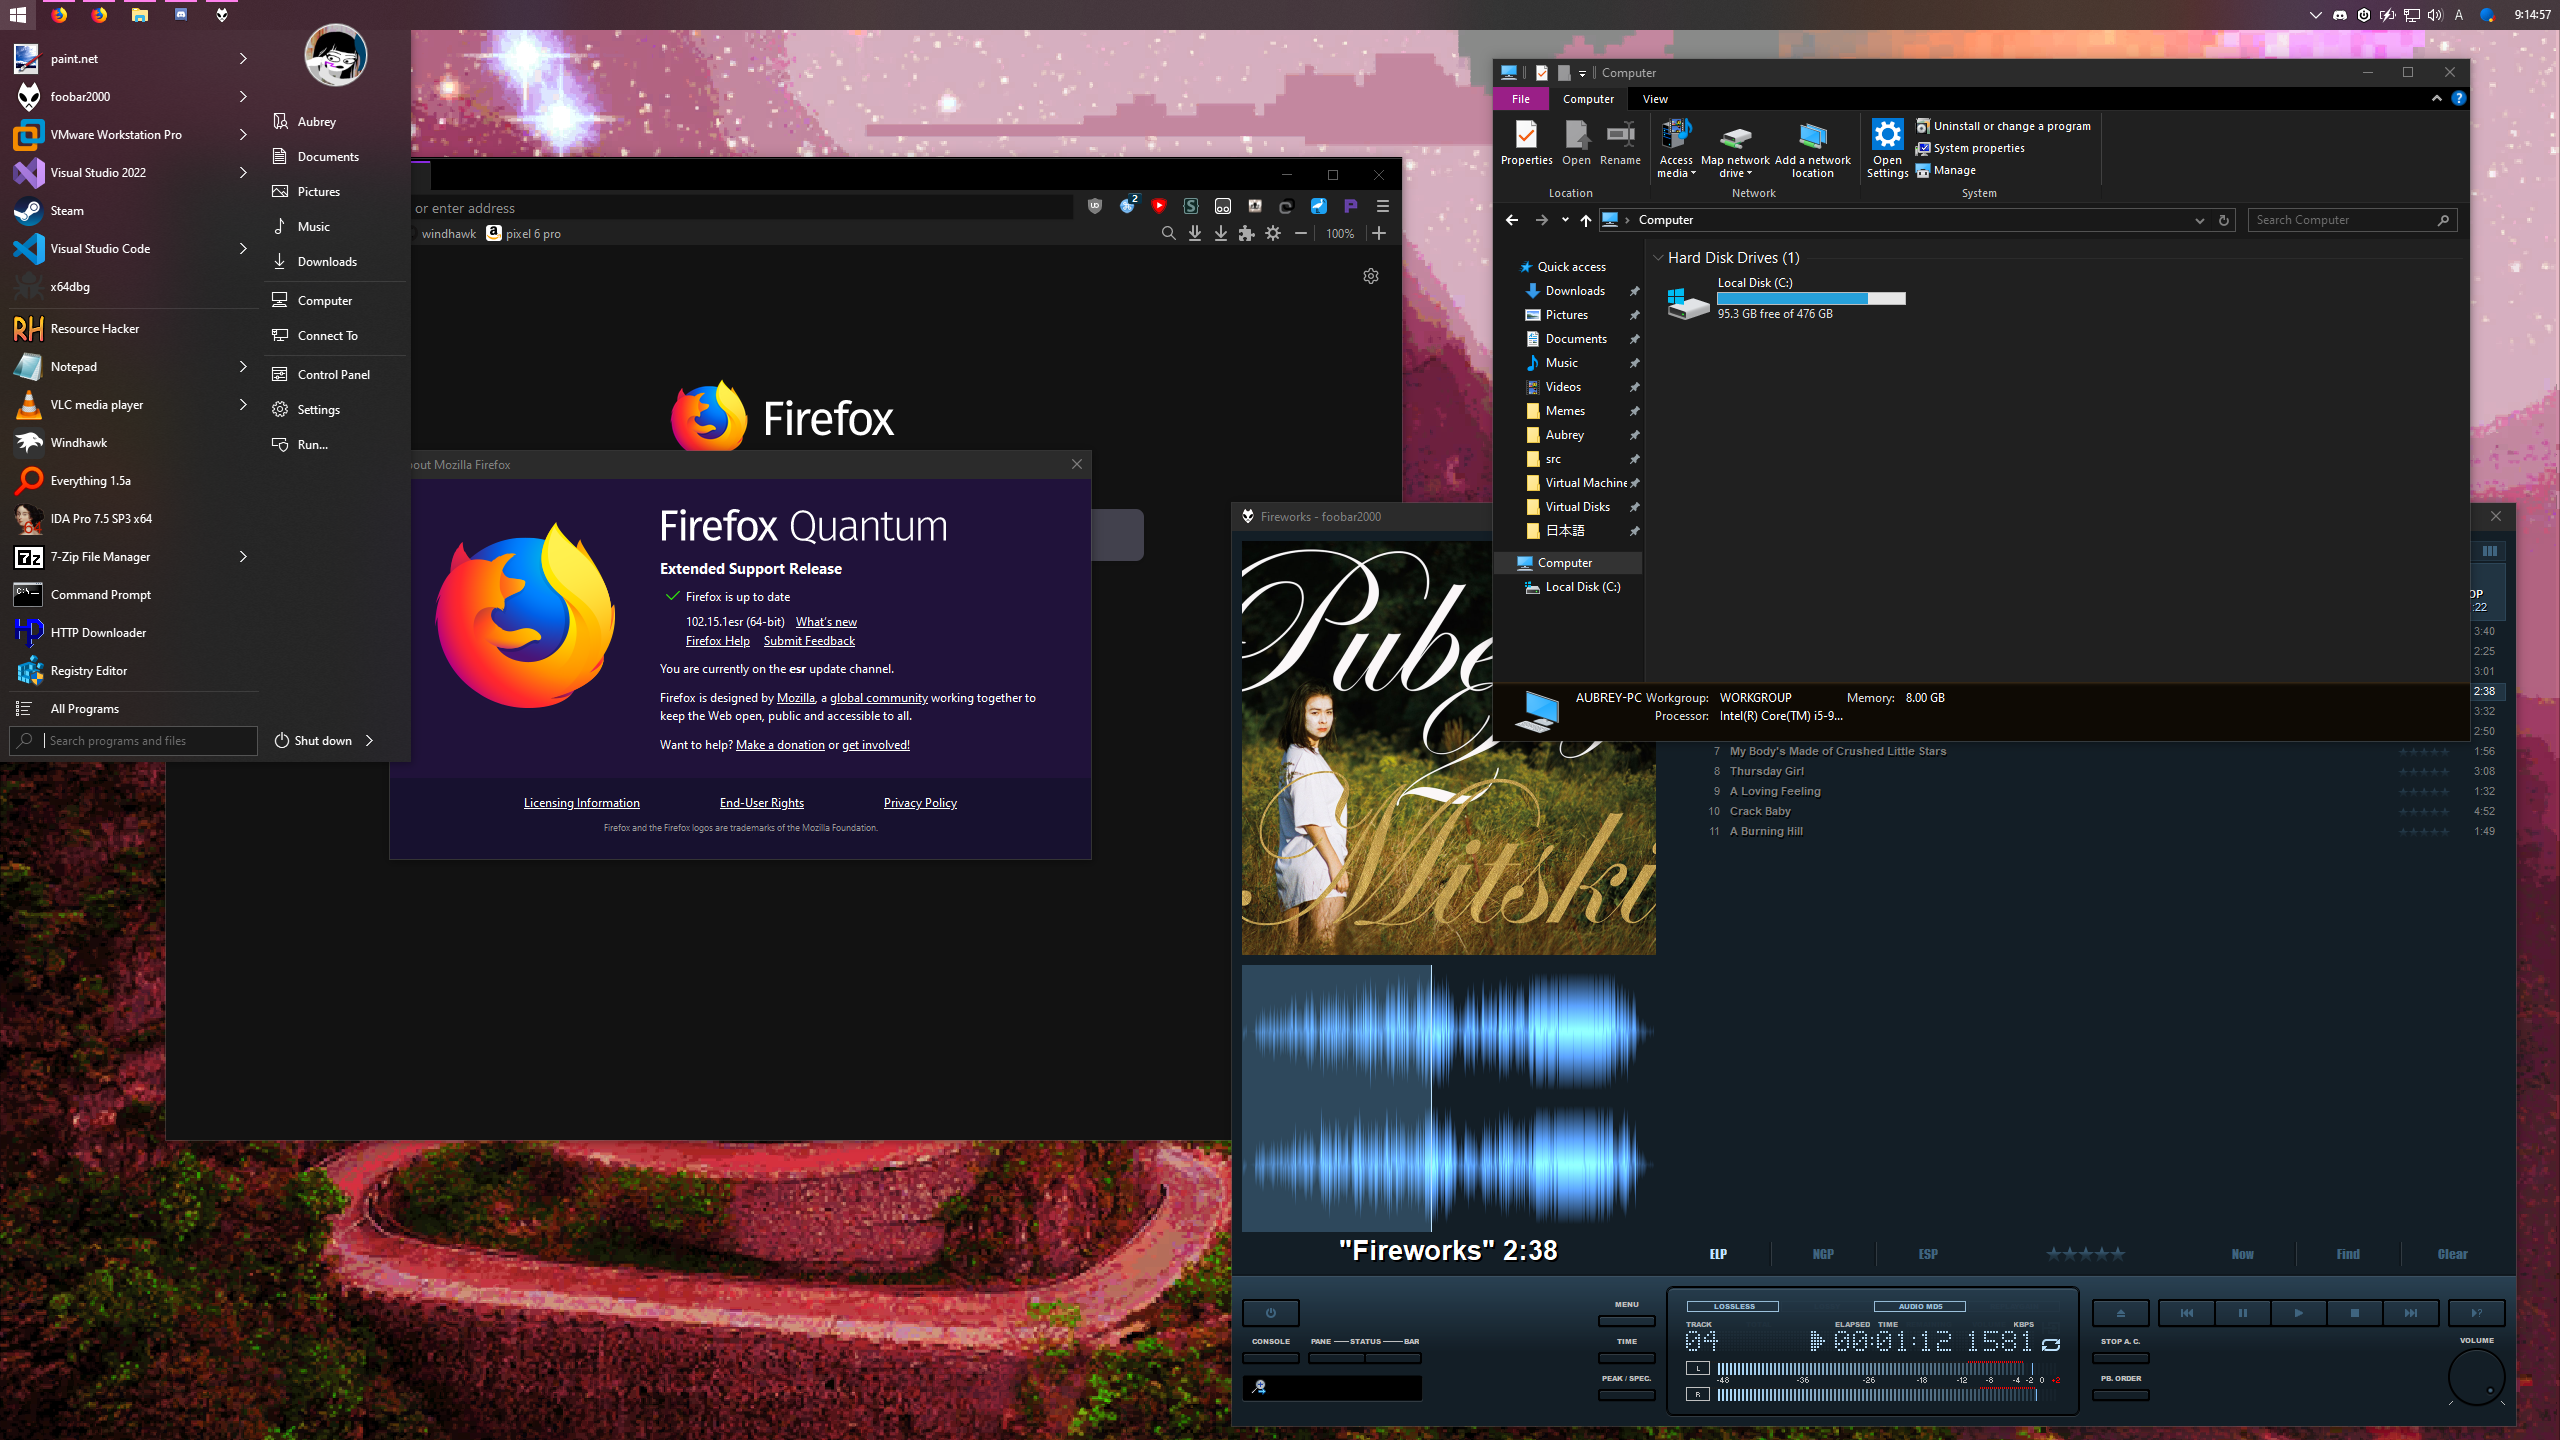 A
9:14:57
paint.net
foobar2000
VMware Workstation Pro
Visual Studio 2022
Steam
Visual Studio Code
x64dbg
Resource Hacker
Notepad
VLC media player
Windhawk
Everything 1.5a
IDA Pro 7.5 SP3 x64
7-Zip File Manager
Command Prompt
HTTP Downloader
Registry Editor
All Programs
Search programs and files
Aubrey
Documents
Pictures
Music
Downloads
Computer
Connect To
Control Panel
Settings
Run...
Shut down
or enter address
2
windhawk
pixel 6 pro
100%
Firefox
out Mozilla Firefox
Firefox Quantum
Extended Support Release
Firefox is up to date
102.15.1esr (64-bit) What's new
Firefox Help Submit Feedback
You are currently on the esr update channel.
Firefox is designed by Mozilla, a global community working together to
keep the Web open, public and accessible to all.
Want to help? Make a donation or get involved!
Licensing Information End-User Rights Privacy Policy
Firefox and the Firefox logos are trademarks of the Mozilla Foundation.
Computer
File Computer View
Properties Open Rename
Location
Access media
Map network drive
Add a network location
Network
Open Settings
Uninstall or change a program
System properties
Manage
System
Computer
Search Computer
Quick access
Downloads
Pictures
Documents
Music
Videos
Memes
Aubrey
src
Virtual Machine
Virtual Disks
日本語
Computer
Local Disk (C:)
Hard Disk Drives (1)
Local Disk (C:)
95.3 GB free of 476 GB
AUBREY-PC Workgroup: WORKGROUP Memory: 8.00 GB
Processor: Intel(R) Core(TM) i5-9...
Fireworks - foobar2000
Mitski
OP
:22
3:40
2:25
3:01
2:38
3:32
2:50
7 My Body's Made of Crushed Little Stars 1:56
8 Thursday Girl 3:08
9 A Loving Feeling 1:32
10 Crack Baby 4:52
11 A Burning Hill 1:49
"Fireworks" 2:38
ELP NGP ESP Now Find Clear
CONSOLE PANE STATUS BAR
MENU
TIME
PEAK / SPEC.
LOSSLESS AUDIO MD5
TRACK ELAPSED TIME KBPS
04 00:01:12 1581
L
-48 -36 -26 -18 -12 -8 -4 -2 0 +2
R
STOP A. C.
PB. ORDER
VOLUME